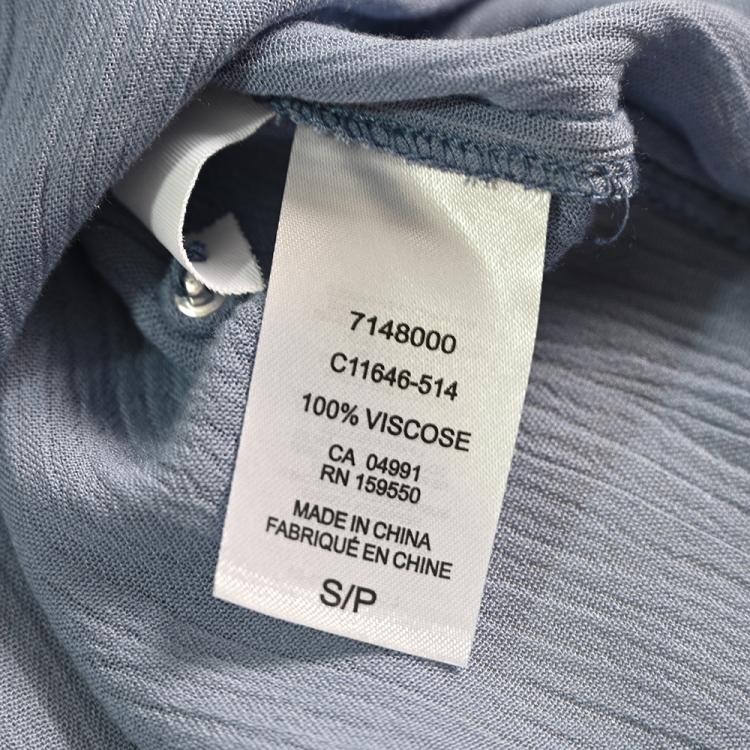 7148000
C11646-514
100% VISCOSE
CA 04991
RN 159550
MADE IN CHINA
FABRIQUÉ EN CHINE
S/P